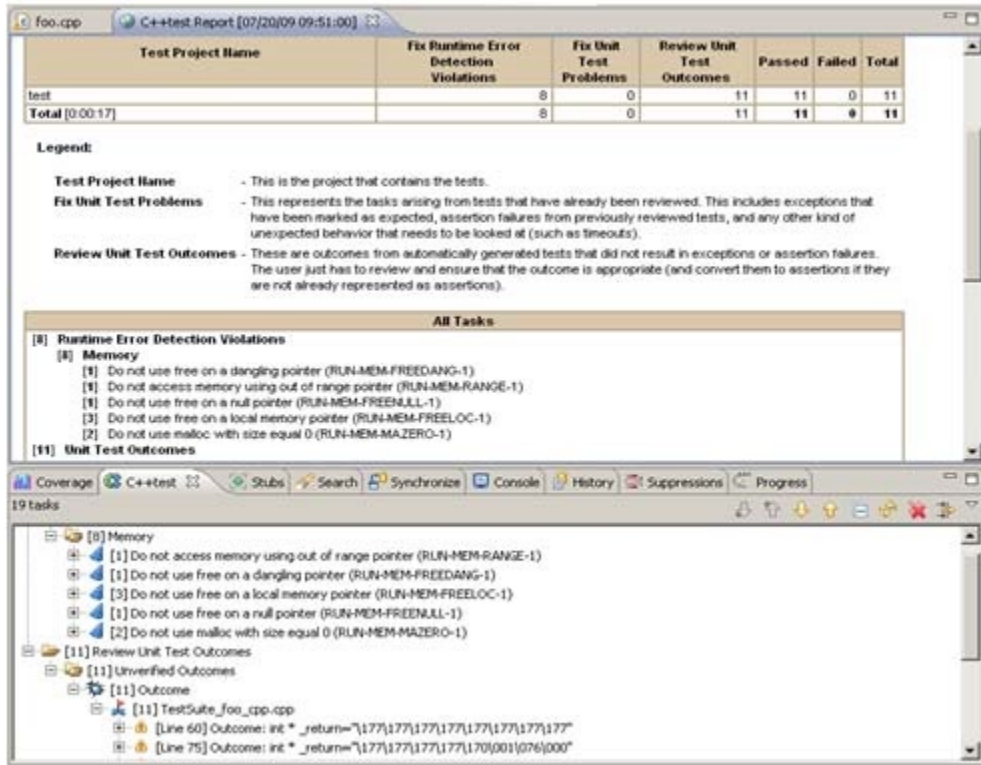 foo.cpp
C++test Report [07/20/09 09:51:00]
Test Project Name
Fix Runtime Error Detection Violations
Fix Unit Test Problems
Review Unit Test Outcomes
Passed
Failed
Total
test 8 0 11 11 0 11
Total [0:00:17] 8 0 11 11 0 11
Legend:
Test Project Name - This is the project that contains the tests.
Fix Unit Test Problems - This represents the tasks arising from tests that have already been reviewed. This includes exceptions that
have been marked as expected, assertion failures from previously reviewed tests, and any other kind of
unexpected behavior that needs to be looked at (such as timeouts).
Review Unit Test Outcomes - These are outcomes from automatically generated tests that did not result in exceptions or assertion failures.
The user just has to review and ensure that the outcome is appropriate (and convert them to assertions if they
are not already represented as assertions).
All Tasks
[8] Runtime Error Detection Violations
[8] Memory
[1] Do not use free on a dangling pointer (RUN-MEM-FREEDANG-1)
[1] Do not access memory using out of range pointer (RUN-MEM-RANGE-1)
[1] Do not use free on a null pointer (RUN-MEM-FREENULL-1)
[3] Do not use free on a local memory pointer (RUN-MEM-FREELOC-1)
[2] Do not use malloc with size equal 0 (RUN-MEM-MAZERO-1)
[11] Unit Test Outcomes
Coverage C++test Stubs Search Synchronize Console History Suppressions Progress
19 tasks
[8] Memory
[1] Do not access memory using out of range pointer (RUN-MEM-RANGE-1)
[1] Do not use free on a dangling pointer (RUN-MEM-FREEDANG-1)
[3] Do not use free on a local memory pointer (RUN-MEM-FREELOC-1)
[1] Do not use free on a null pointer (RUN-MEM-FREENULL-1)
[2] Do not use malloc with size equal 0 (RUN-MEM-MAZERO-1)
[11] Review Unit Test Outcomes
[11] Unverified Outcomes
[11] Outcome
[11] TestSuite_foo_cpp.cpp
[Line 60] Outcome: int * _return="\177\177\177\177\177\177\177\177"
[Line 75] Outcome: int * _return="\177\177\177\177\170\001\076\000"